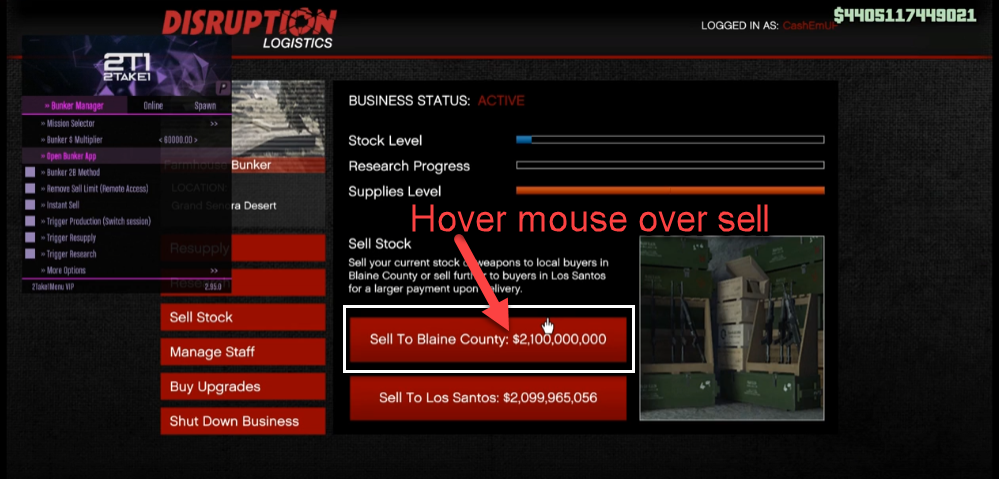 DISRUPTION
LOGISTICS
LOGGED IN AS:
$4405117449021
2T1
2TAKE1
» Bunker Manager
Online
Spawn
» Mission Selector >>
» Bunker $ Multiplier < 60000.00 >
» Open Bunker App
» Bunker 2B Method
» Remove Sell Limit (Remote Access)
» Instant Sell
» Trigger Production (Switch session)
» Trigger Resupply
» Trigger Research
» More Options >>
2Take1Menu VIP 2.95.0
Farmhouse Bunker
LOCATION:
Grand Senora Desert
Resupply
Sell Stock
Manage Staff
Buy Upgrades
Shut Down Business
BUSINESS STATUS: ACTIVE
Stock Level
Research Progress
Supplies Level
Hover mouse over sell
Sell Stock
Sell your current stock of weapons to local buyers in
Blaine County or sell further to buyers in Los Santos
for a larger payment upon delivery.
Sell To Blaine County: $2,100,000,000
Sell To Los Santos: $2,099,965,056